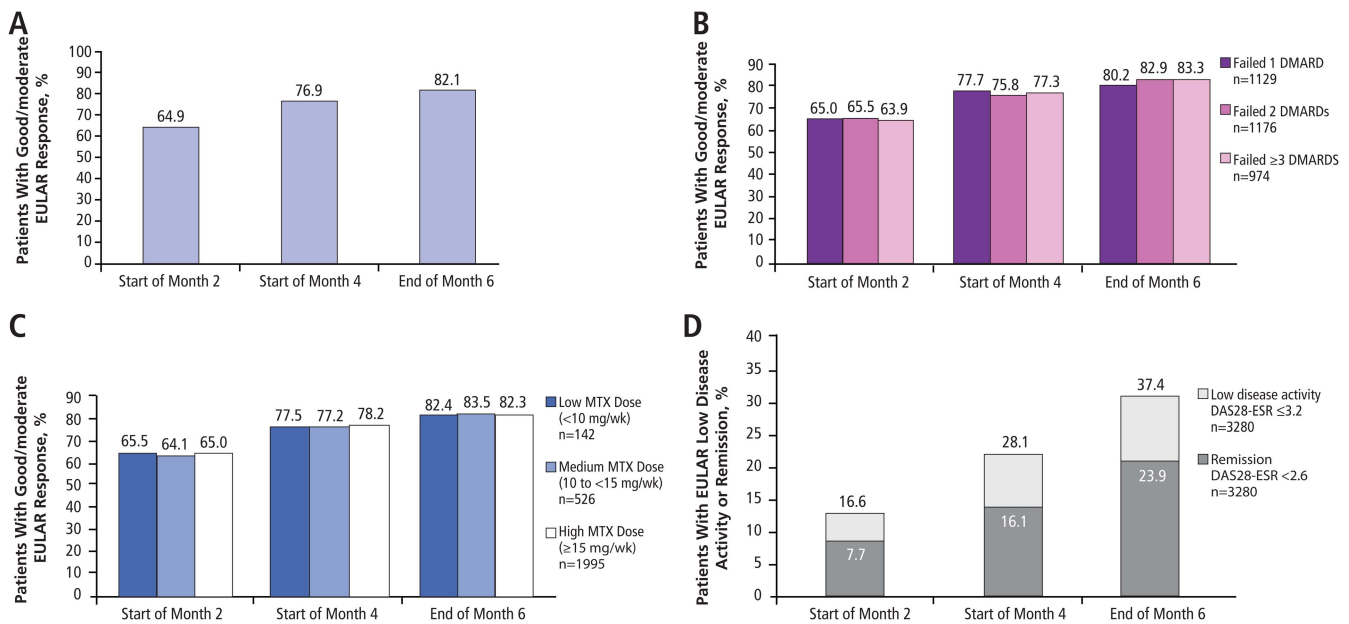 A
Patients With Good/moderate
EULAR Response, %
100
90
80
70
60
50
40
30
20
10
0
64.9
76.9
82.1
Start of Month 2
Start of Month 4
End of Month 6
B
Patients With Good/moderate
EULAR Response, %
90
80
70
60
50
40
30
20
10
0
65.0 65.5 63.9
77.7 75.8 77.3
80.2 82.9 83.3
Start of Month 2
Start of Month 4
End of Month 6
Failed 1 DMARD
n=1129
Failed 2 DMARDs
n=1176
Failed ≥3 DMARDS
n=974
C
Patients With Good/moderate
EULAR Response, %
90
80
70
60
50
40
30
20
10
0
65.5 64.1 65.0
77.5 77.2 78.2
82.4 83.5 82.3
Start of Month 2
Start of Month 4
End of Month 6
Low MTX Dose
(<10 mg/wk)
n=142
Medium MTX Dose
(10 to <15 mg/wk)
n=526
High MTX Dose
(≥15 mg/wk)
n=1995
D
Patients With EULAR Low Disease
Activity or Remission, %
40
35
30
25
20
15
10
5
0
16.6
7.7
28.1
16.1
37.4
23.9
Start of Month 2
Start of Month 4
End of Month 6
Low disease activity
DAS28-ESR ≤3.2
n=3280
Remission
DAS28-ESR <2.6
n=3280